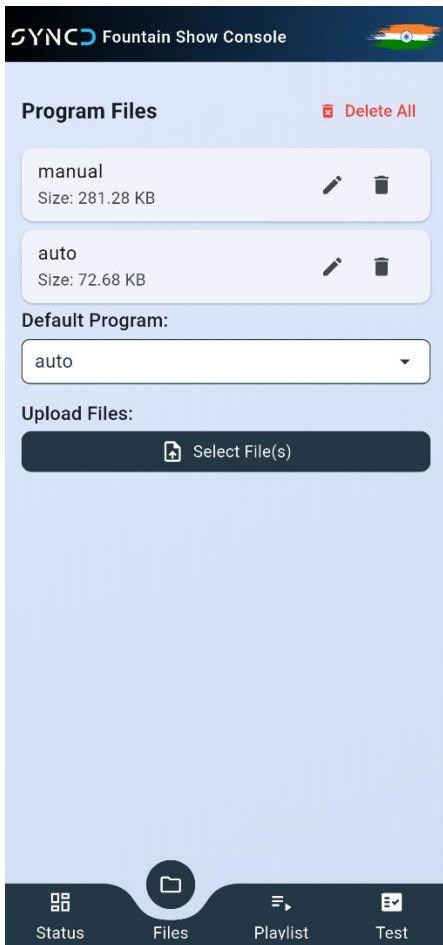 SYNCD Fountain Show Console
Program Files
Delete All
manual
Size: 281.28 KB
auto
Size: 72.68 KB
Default Program:
auto
Upload Files:
Select File(s)
Status Files Playlist Test